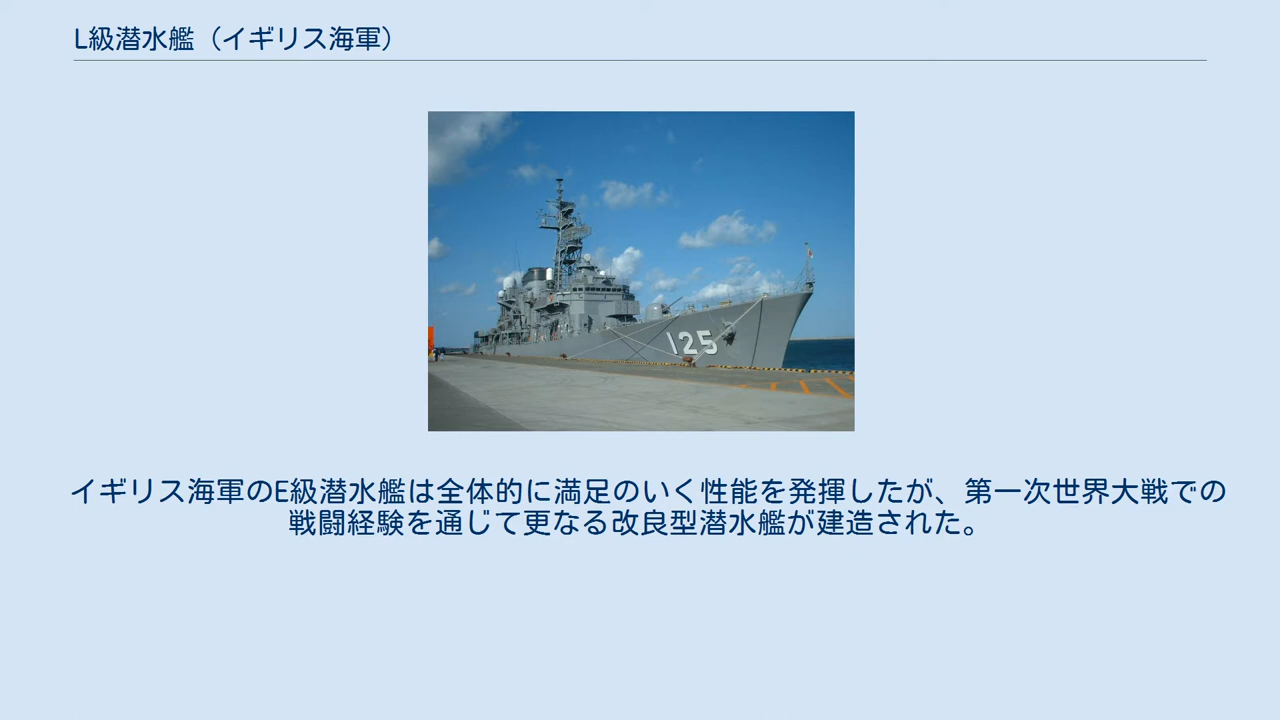 L級潜水艦（イギリス海軍）
125
イギリス海軍のE級潜水艦は全体的に満足のいく性能を発揮したが、第一次世界大戦での
戦闘経験を通じて更なる改良型潜水艦が建造された。